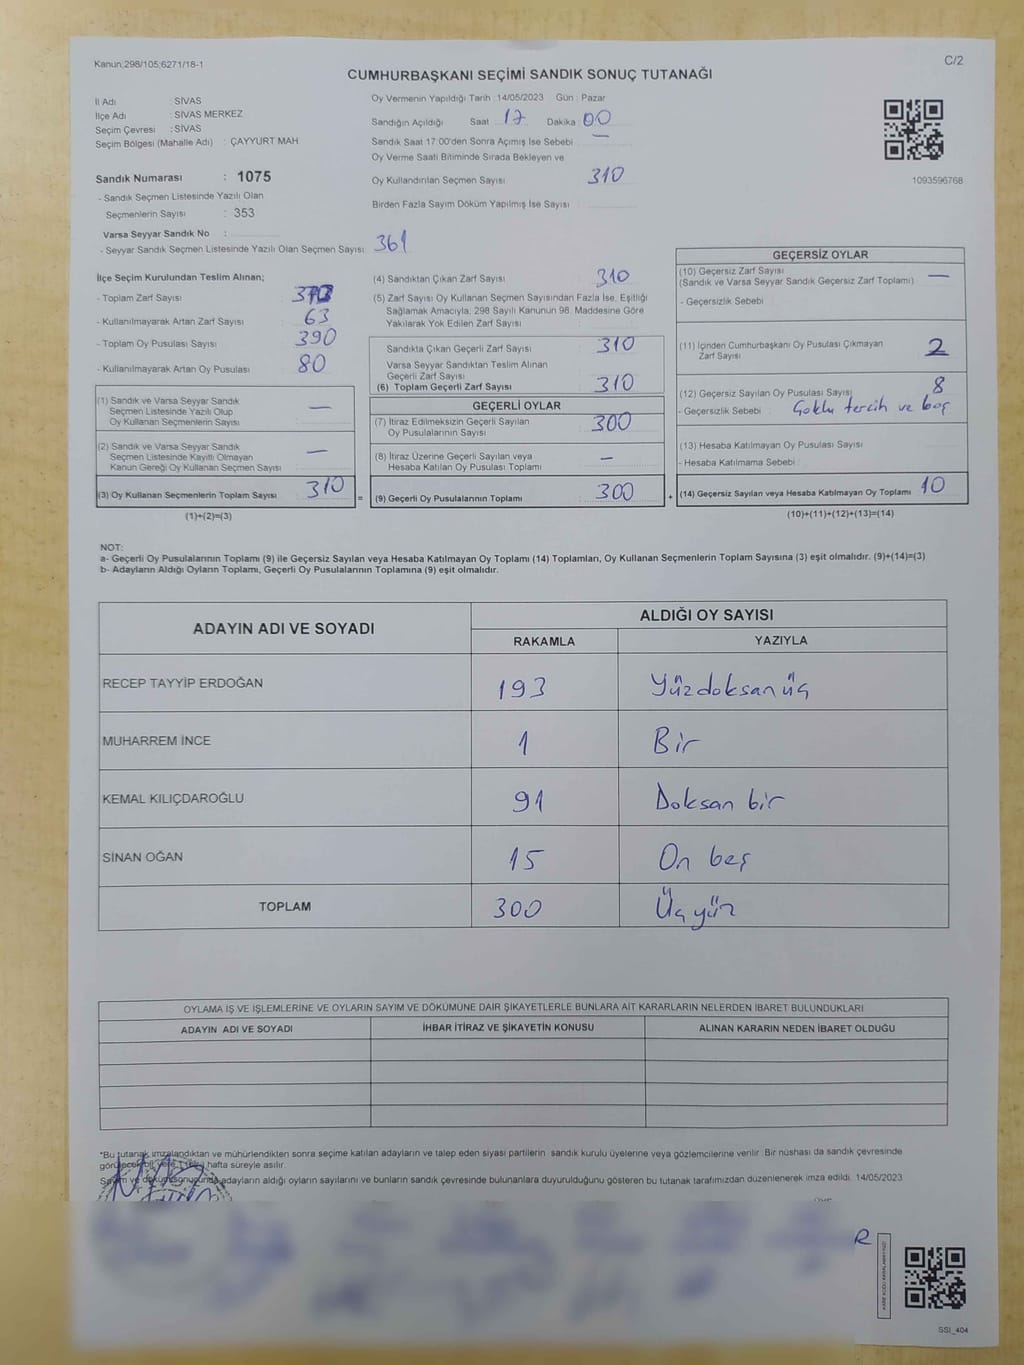 Kanun;298/105;6271/18-1
C/2
CUMHURBAŞKANI SEÇİMİ SANDIK SONUÇ TUTANAĞI
İl Adı : SİVAS
İlçe Adı : SİVAS MERKEZ
Seçim Çevresi : SİVAS
Seçim Bölgesi (Mahalle Adı) : ÇAYYURT MAH
Sandık Numarası : 1075
- Sandık Seçmen Listesinde Yazılı Olan
Seçmenlerin Sayısı : 353
Varsa Seyyar Sandık No :
- Seyyar Sandık Seçmen Listesinde Yazılı Olan Seçmen Sayısı 361
Oy Vermenin Yapıldığı Tarih :14/05/2023 Gün : Pazar
Sandığın Açıldığı Saat 17 Dakika 00
Sandık Saat 17:00'den Sonra Açımış İse Sebebi —
Oy Verme Saati Bitiminde Sırada Bekleyen ve
Oy Kullandırılan Seçmen Sayısı 310
Birden Fazla Sayım Döküm Yapılmış İse Sayısı :
1093596768
İlçe Seçim Kurulundan Teslim Alınan;
- Toplam Zarf Sayısı
- Kullanılmayarak Artan Zarf Sayısı : 63
- Toplam Oy Pusulası Sayısı 390
- Kullanılmayarak Artan Oy Pusulası 80
(1) Sandık ve Varsa Seyyar Sandık
Seçmen Listesinde Yazılı Olup
Oy Kullanan Seçmenlerin Sayısı —
(2) Sandık ve Varsa Seyyar Sandık
Seçmen Listesinde Kayıtlı Olmayan
Kanun Gereği Oy Kullanan Seçmen Sayısı —
(3) Oy Kullanan Seçmenlerin Toplam Sayısı 310
(1)+(2)=(3)
=
(4) Sandıktan Çıkan Zarf Sayısı 310
(5) Zarf Sayısı Oy Kullanan Seçmen Sayısından Fazla İse, Eşitliği
Sağlamak Amacıyla; 298 Sayılı Kanunun 98. Maddesine Göre
Yakılarak Yok Edilen Zarf Sayısı :
Sandıkta Çıkan Geçerli Zarf Sayısı 310
Varsa Seyyar Sandıktan Teslim Alınan
Geçerli Zarf Sayısı
(6) Toplam Geçerli Zarf Sayısı 310
GEÇERLİ OYLAR
(7) İtiraz Edilmeksizin Geçerli Sayılan
Oy Pusulalarının Sayısı 300
(8) İtiraz Üzerine Geçerli Sayılan veya
Hesaba Katılan Oy Pusulası Toplamı —
(9) Geçerli Oy Pusulalarının Toplamı 300
+
GEÇERSİZ OYLAR
(10) Geçersiz Zarf Sayısı
(Sandık ve Varsa Seyyar Sandık Geçersiz Zarf Toplamı) —
- Geçersizlik Sebebi
(11) İçinden Cumhurbaşkanı Oy Pusulası Çıkmayan
Zarf Sayısı 2
(12) Geçersiz Sayılan Oy Pusulası Sayısı 8
- Geçersizlik Sebebi : Çoklu tercih ve boş
(13) Hesaba Katılmayan Oy Pusulası Sayısı
- Hesaba Katılmama Sebebi
(14) Geçersiz Sayılan veya Hesaba Katılmayan Oy Toplamı 10
(10)+(11)+(12)+(13)=(14)
NOT:
a- Geçerli Oy Pusulalarının Toplamı (9) ile Geçersiz Sayılan veya Hesaba Katılmayan Oy Toplamı (14) Toplamları, Oy Kullanan Seçmenlerin Toplam Sayısına (3) eşit olmalıdır. (9)+(14)=(3)
b- Adayların Aldığı Oyların Toplamı, Geçerli Oy Pusulalarının Toplamına (9) eşit olmalıdır.
ADAYIN ADI VE SOYADI
ALDIĞI OY SAYISI
RAKAMLA YAZIYLA
RECEP TAYYİP ERDOĞAN 193 Yüzdoksanüç
MUHARREM İNCE 1 Bir
KEMAL KILIÇDAROĞLU 91 Doksan bir
SİNAN OĞAN 15 On beş
TOPLAM 300 Üçyüz
OYLAMA İŞ VE İŞLEMLERİNE VE OYLARIN SAYIM VE DÖKÜMÜNE DAİR ŞİKAYETLERLE BUNLARA AİT KARARLARIN NELERDEN İBARET BULUNDUKLARI
ADAYIN ADI VE SOYADI İHBAR İTİRAZ VE ŞİKAYETİN KONUSU ALINAN KARARIN NEDEN İBARET OLDUĞU
*Bu tutanak imzalandıktan ve mühürlendikten sonra seçime katılan adayların ve talep eden siyasi partilerin sandık kurulu üyelerine veya gözlemcilerine verilir. Bir nüshası da sandık çevresinde
hafta süreyle asılır.
adayların aldığı oyların sayılarını ve bunların sandık çevresinde bulunanlara duyurulduğunu gösteren bu tutanak tarafımızdan düzenlenerek imza edildi. 14/05/2023
R
SSI_404